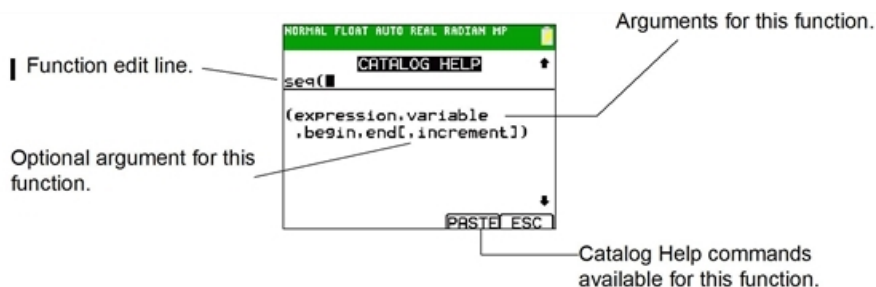 Arguments for this function.
NORMAL FLOAT AUTO REAL RADIAN MP
Function edit line.
CATALOG HELP
seq(
(expression,variable
,begin,end[,increment])
Optional argument for this
function.
PASTE ESC
Catalog Help commands
available for this function.